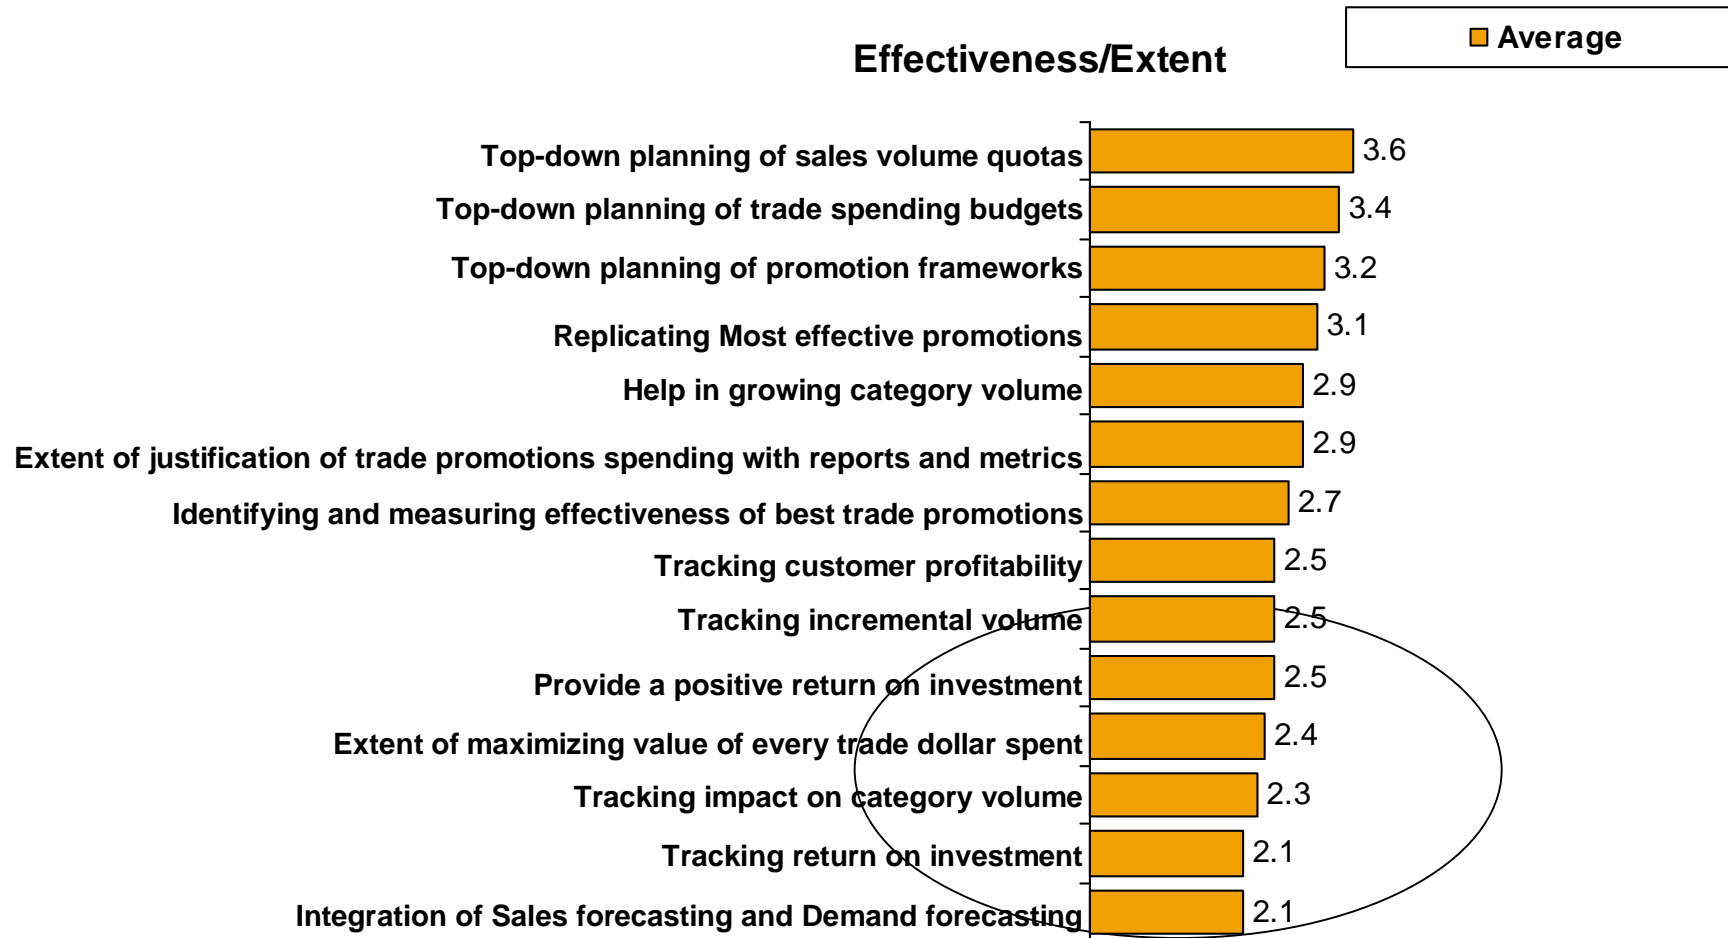 Average
Effectiveness/Extent
Top-down planning of sales volume quotas 3.6
Top-down planning of trade spending budgets 3.4
Top-down planning of promotion frameworks 3.2
Replicating Most effective promotions 3.1
Help in growing category volume 2.9
Extent of justification of trade promotions spending with reports and metrics 2.9
Identifying and measuring effectiveness of best trade promotions 2.7
Tracking customer profitability 2.5
Tracking incremental volume 2.5
Provide a positive return on investment 2.5
Extent of maximizing value of every trade dollar spent 2.4
Tracking impact on category volume 2.3
Tracking return on investment 2.1
Integration of Sales forecasting and Demand forecasting 2.1